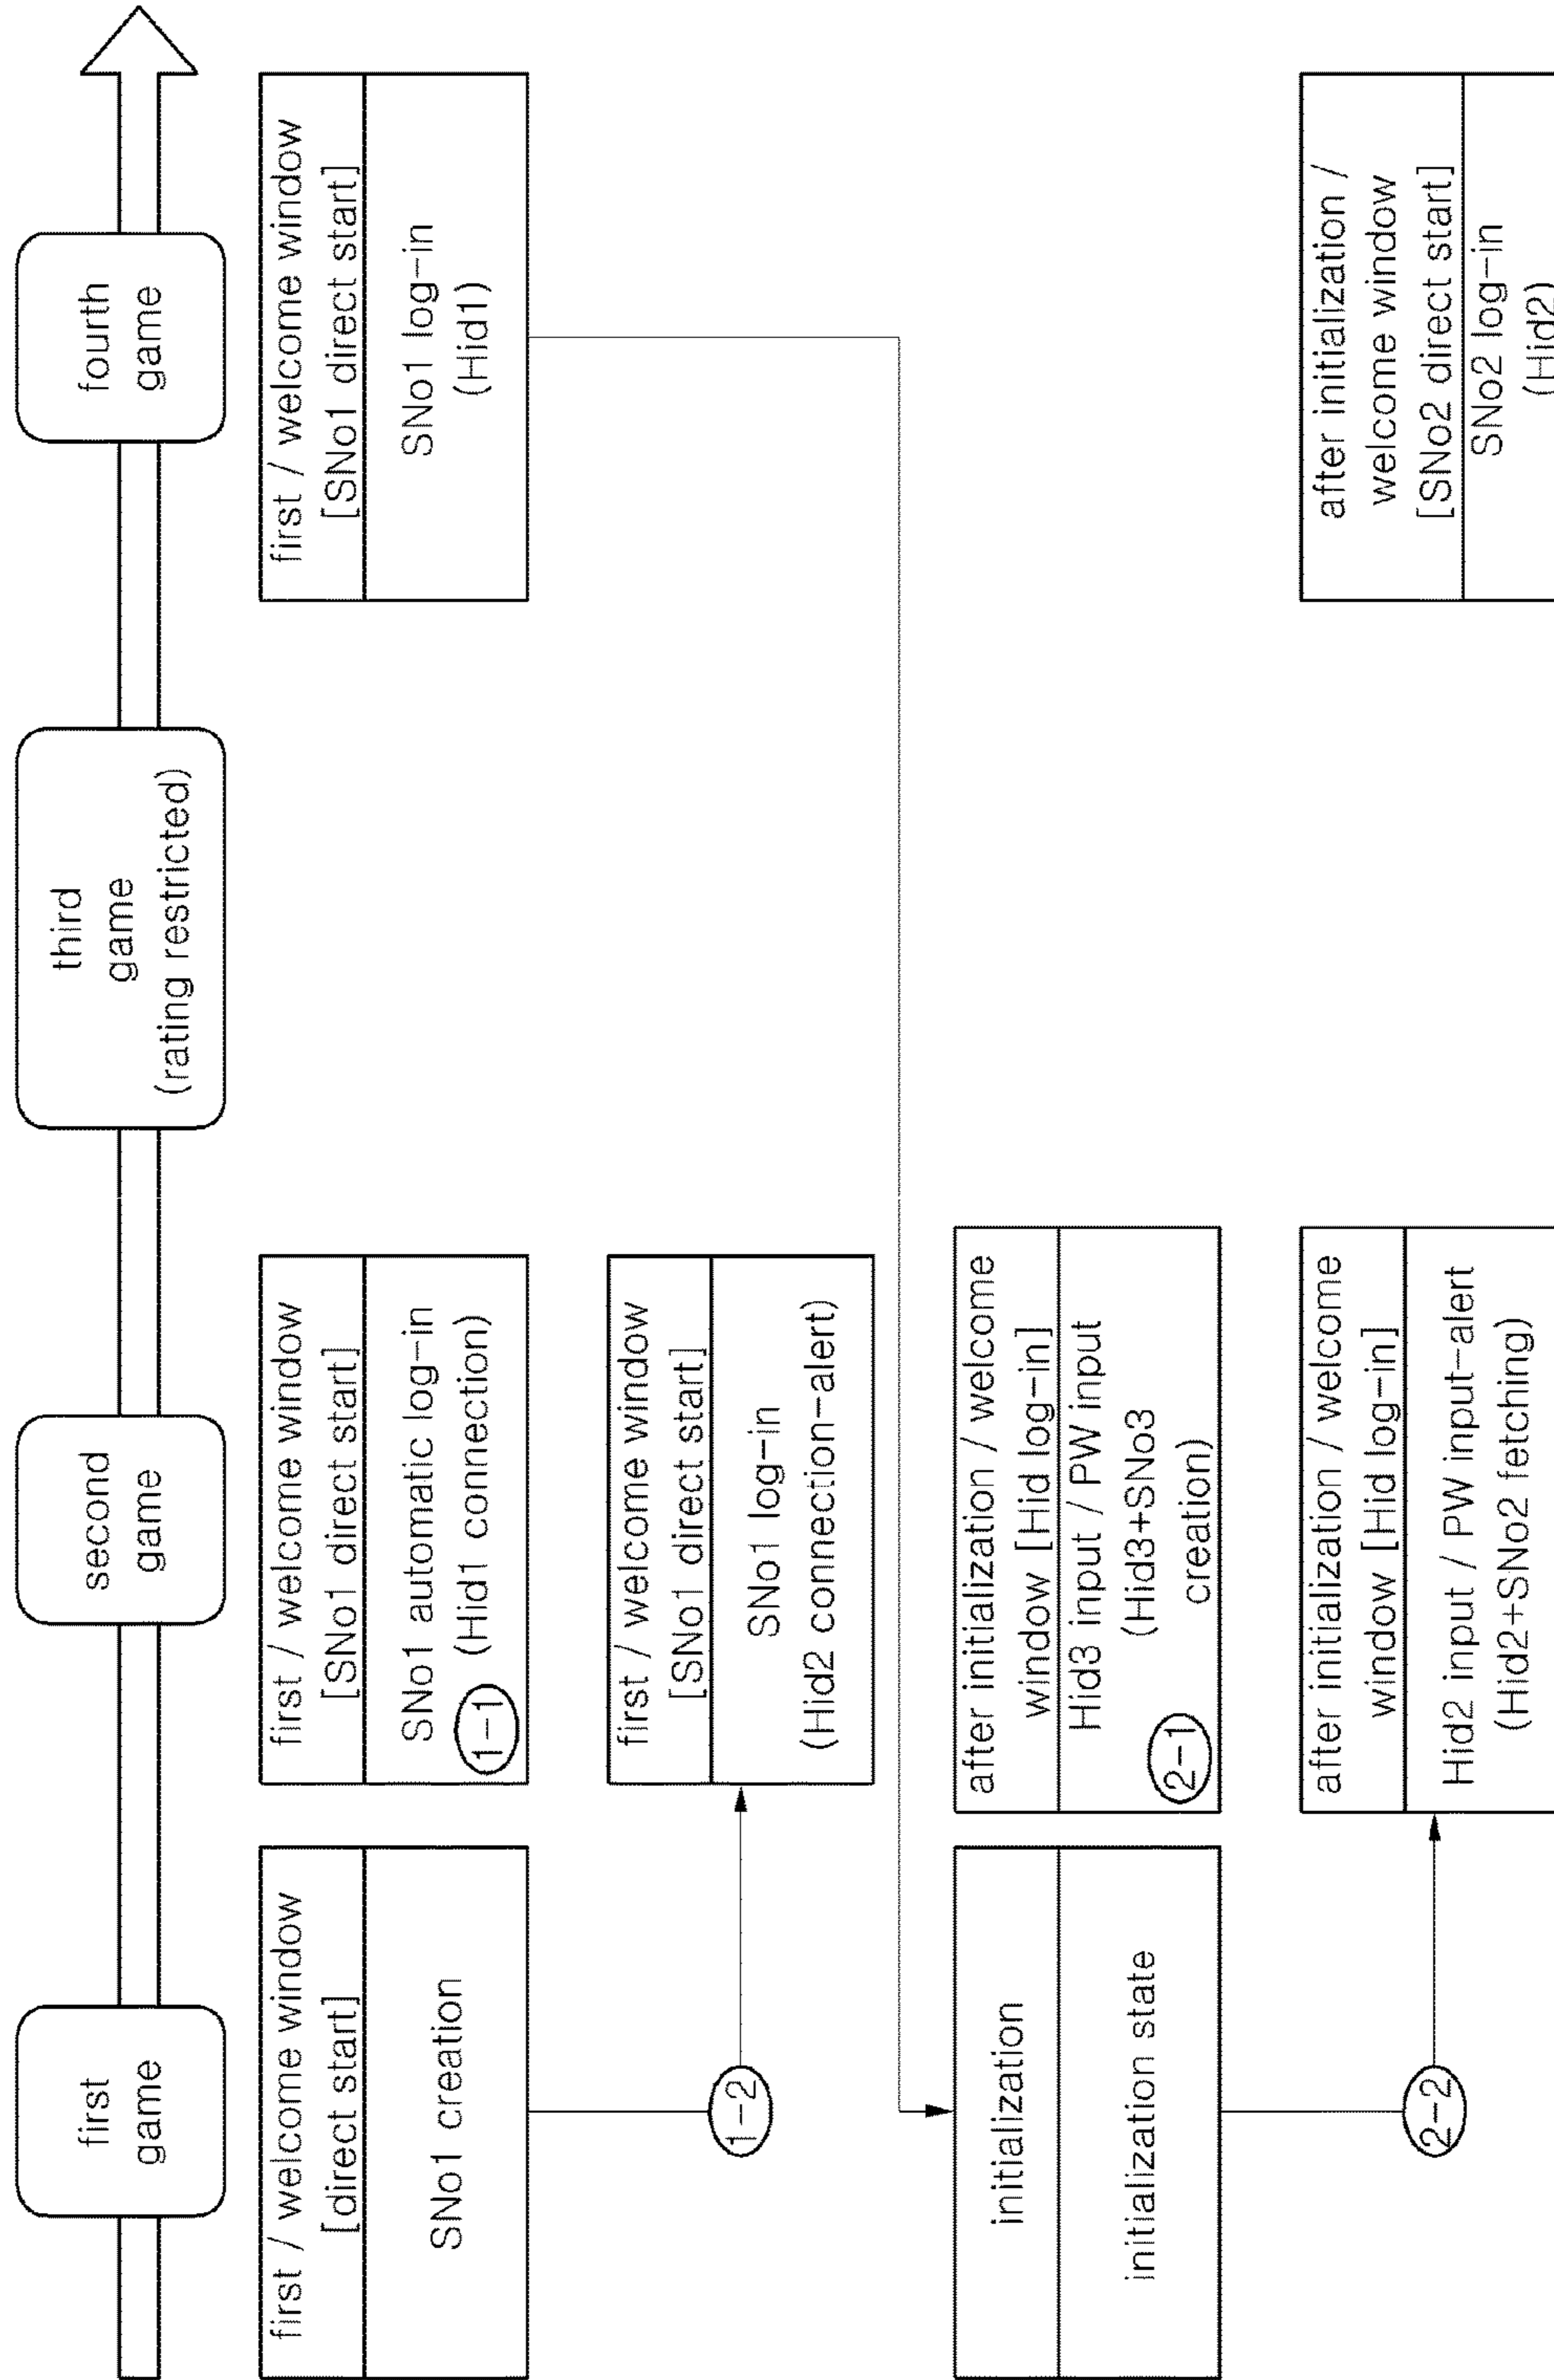 first
game
second
game
third
game
(rating restricted)
fourth
game
first / welcome window
[direct start]
SNo1 creation
first / welcome window
[SNo1 direct start]
SNo1 automatic log-in
(Hid1 connection)
1-1
first / welcome window
[SNo1 direct start]
SNo1 log-in
(Hid1)
1-2
first / welcome window
[SNo1 direct start]
SNo1 log-in
(Hid2 connection-alert)
initialization
initialization state
after initialization / welcome
window [Hid log-in]
Hid3 input / PW input
(Hid3+SNo3
creation)
2-1
2-2
after initialization / welcome
window [Hid log-in]
Hid2 input / PW input-alert
(Hid2+SNo2 fetching)
after initialization /
welcome window
[SNo2 direct start]
SNo2 log-in
(Hid2)